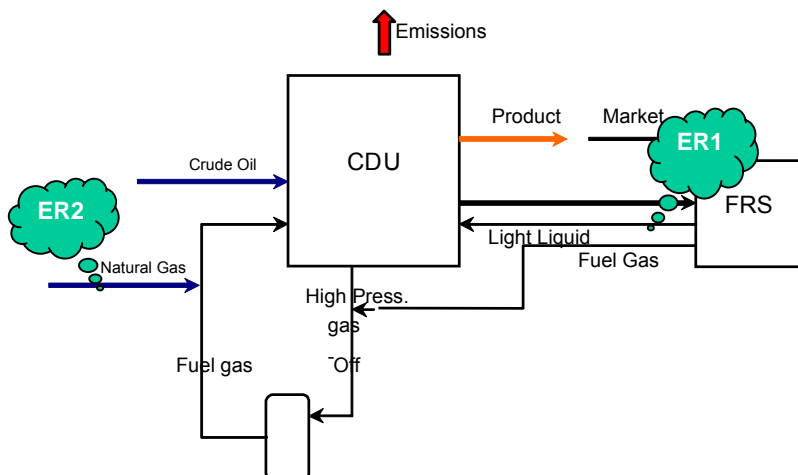 Emissions
Product
Market
ER1
CDU
Crude Oil
ER2
FRS
Light Liquid
Natural Gas
Fuel Gas
High Press.
gas
Fuel gas
-Off